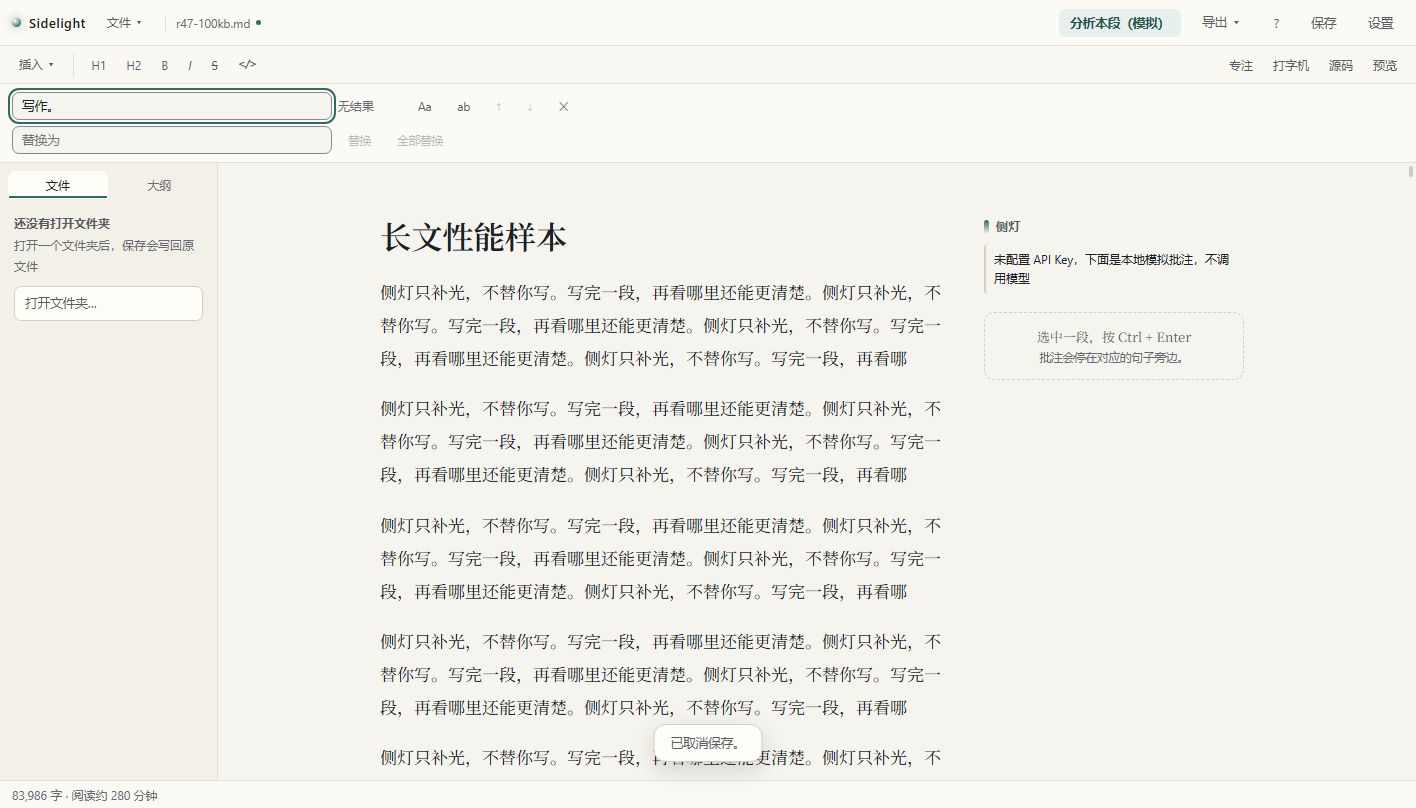 Sidelight 文件 r47-100kb.md 分析本段（模拟） 导出 ? 保存 设置
插入 H1 H2 B I S </> 专注 打字机 源码 预览
写作。 无结果 Aa ab ↑ ↓ ×
替换为 替换 全部替换
文件 大纲
还没有打开文件夹
打开一个文件夹后，保存会写回原
文件
打开文件夹...
长文性能样本
侧灯只补光，不替你写。写完一段，再看哪里还能更清楚。侧灯只补光，不
替你写。写完一段，再看哪里还能更清楚。侧灯只补光，不替你写。写完一
段，再看哪里还能更清楚。侧灯只补光，不替你写。写完一段，再看哪
侧灯只补光，不替你写。写完一段，再看哪里还能更清楚。侧灯只补光，不
替你写。写完一段，再看哪里还能更清楚。侧灯只补光，不替你写。写完一
段，再看哪里还能更清楚。侧灯只补光，不替你写。写完一段，再看哪
侧灯只补光，不替你写。写完一段，再看哪里还能更清楚。侧灯只补光，不
替你写。写完一段，再看哪里还能更清楚。侧灯只补光，不替你写。写完一
段，再看哪里还能更清楚。侧灯只补光，不替你写。写完一段，再看哪
侧灯只补光，不替你写。写完一段，再看哪里还能更清楚。侧灯只补光，不
替你写。写完一段，再看哪里还能更清楚。侧灯只补光，不替你写。写完一
段，再看哪里还能更清楚。侧灯只补光，不替你写。写完一段，再看哪
侧灯只补光，不替你写。写完一段，更清楚。侧灯只补光，不
已取消保存。
侧灯
未配置 API Key，下面是本地模拟批注，不调
用模型
选中一段，按 Ctrl + Enter
批注会停在对应的句子旁边。
83,986 字 · 阅读约 280 分钟